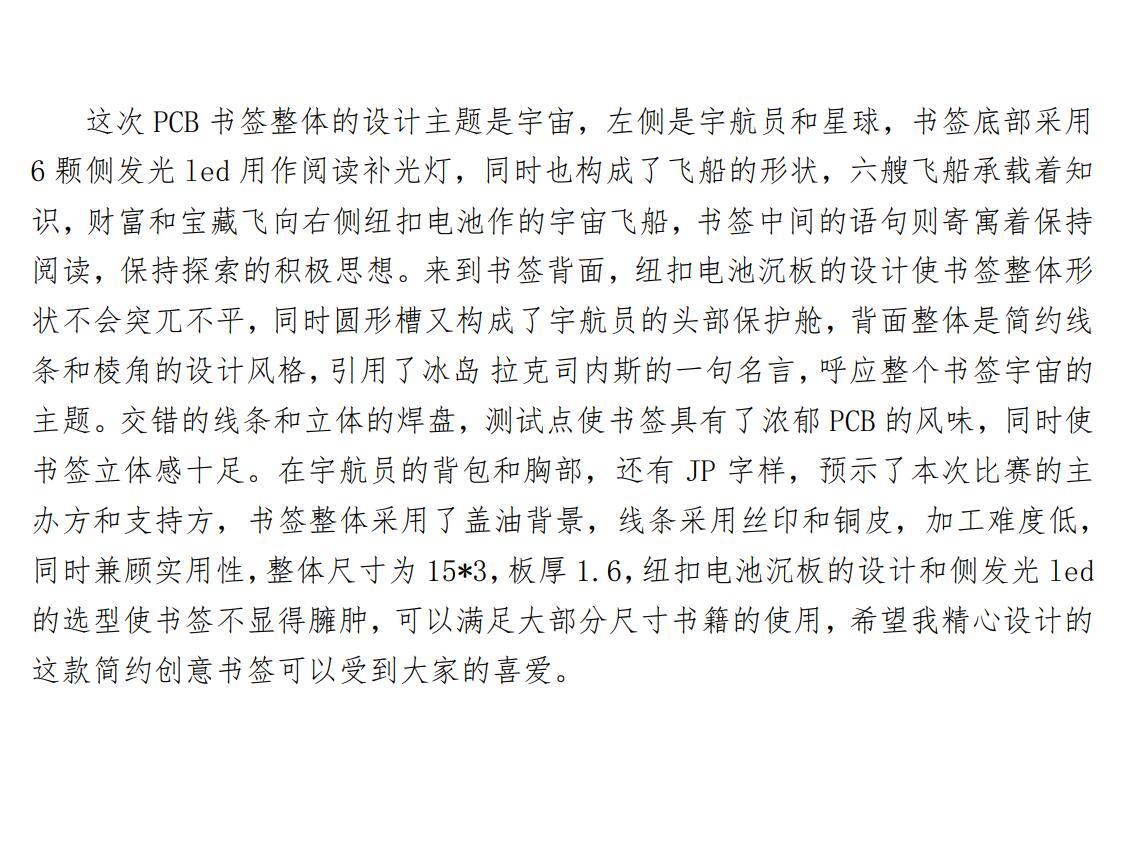 这次 PCB 书签整体的设计主题是宇宙，左侧是宇航员和星球，书签底部采用
6 颗侧发光 led 用作阅读补光灯，同时也构成了飞船的形状，六艘飞船承载着知
识，财富和宝藏飞向右侧纽扣电池作的宇宙飞船，书签中间的语句则寄寓着保持
阅读，保持探索的积极思想。来到书签背面，纽扣电池沉板的设计使书签整体形
状不会突兀不平，同时圆形槽又构成了宇航员的头部保护舱，背面整体是简约线
条和棱角的设计风格，引用了冰岛 拉克司内斯的一句名言，呼应整个书签宇宙的
主题。交错的线条和立体的焊盘，测试点使书签具有了浓郁 PCB 的风味，同时使
书签立体感十足。在宇航员的背包和胸部，还有 JP 字样，预示了本次比赛的主
办方和支持方，书签整体采用了盖油背景，线条采用丝印和铜皮，加工难度低，
同时兼顾实用性，整体尺寸为 15*3，板厚 1.6，纽扣电池沉板的设计和侧发光 led
的选型使书签不显得臃肿，可以满足大部分尺寸书籍的使用，希望我精心设计的
这款简约创意书签可以受到大家的喜爱。